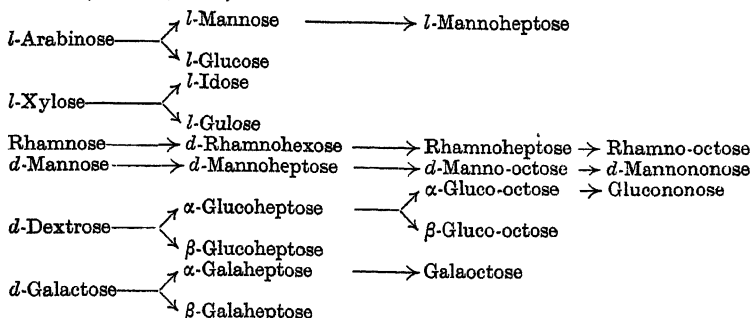 l-Mannose → l-Mannoheptose
l-Arabinose
l-Glucose
l-Idose
l-Xylose
l-Gulose
Rhamnose → d-Rhamnohexose → Rhamnoheptose → Rhamno-octose
d-Mannose → d-Mannoheptose → d-Manno-octose → d-Mannononose
α-Gluco-octose → Glucononose
α-Glucoheptose
d-Dextrose
β-Gluco-octose
β-Glucoheptose
α-Galaheptose → Galaoctose
d-Galactose
β-Galaheptose